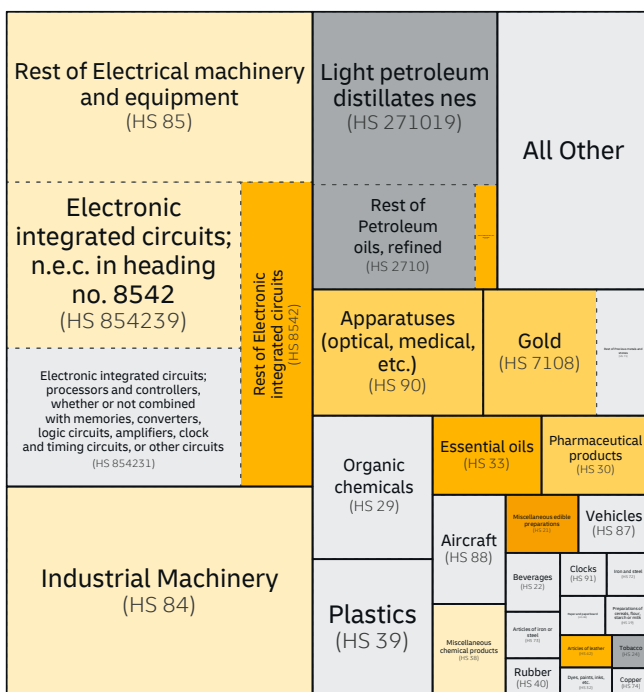 Rest of Electrical machinery
and equipment
(HS 85)
Light petroleum
distillates nes
(HS 271019)
All Other
Electronic
integrated circuits;
n.e.c. in heading
no. 8542
(HS 854239)
Rest of Electronic
integrated circuits
(HS 8542)
Rest of
Petroleum
oils, refined
(HS 2710)
Electronic integrated circuits;
processors and controllers,
whether or not combined
with memories, converters,
logic circuits, amplifiers, clock
and timing circuits, or other circuits
(HS 854231)
Apparatuses
(optical, medical,
etc.)
(HS 90)
Gold
(HS 7108)
Organic
chemicals
(HS 29)
Essential oils
(HS 33)
Pharmaceutical
products
(HS 30)
Industrial Machinery
(HS 84)
Plastics
(HS 39)
Aircraft
(HS 88)
Miscellaneous edible
preparations
(HS 21)
Vehicles
(HS 87)
Miscellaneous
chemical products
(HS 38)
Beverages
(HS 22)
Clocks
(HS 91)
Iron and steel
(HS 72)
Articles of iron or
steel
(HS 73)
Preparations of
cereals, flour,
starch or milk
(HS 19)
Articles of leather
Tobacco
(HS 24)
Rubber
(HS 40)
Dyes, paints, inks,
etc.
(HS 32)
Copper
(HS 74)